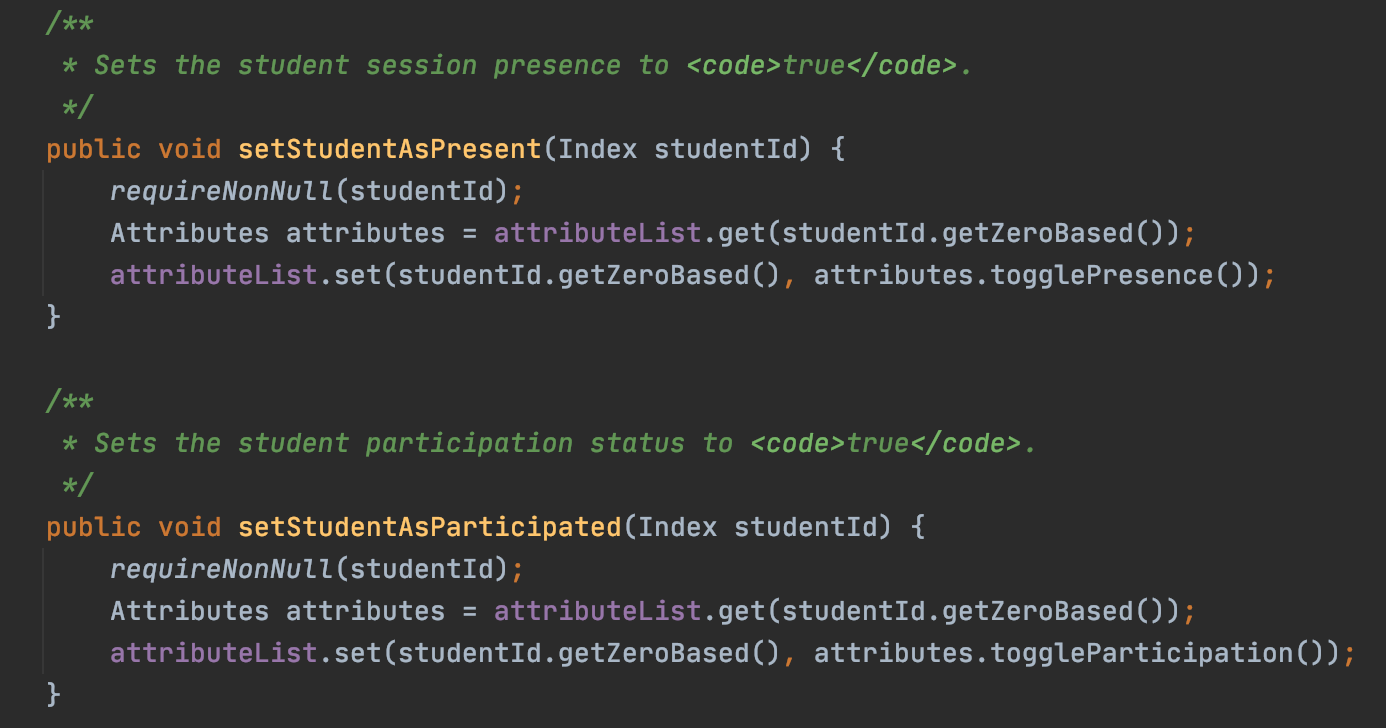 /**
 * Sets the student session presence to <code>true</code>.
 */
public void setStudentAsPresent(Index studentId) {
    requireNonNull(studentId);
    Attributes attributes = attributeList.get(studentId.getZeroBased());
    attributeList.set(studentId.getZeroBased(), attributes.togglePresence());
}
/**
 * Sets the student participation status to <code>true</code>.
 */
public void setStudentAsParticipated(Index studentId) {
    requireNonNull(studentId);
    Attributes attributes = attributeList.get(studentId.getZeroBased());
    attributeList.set(studentId.getZeroBased(), attributes.toggleParticipation());
}